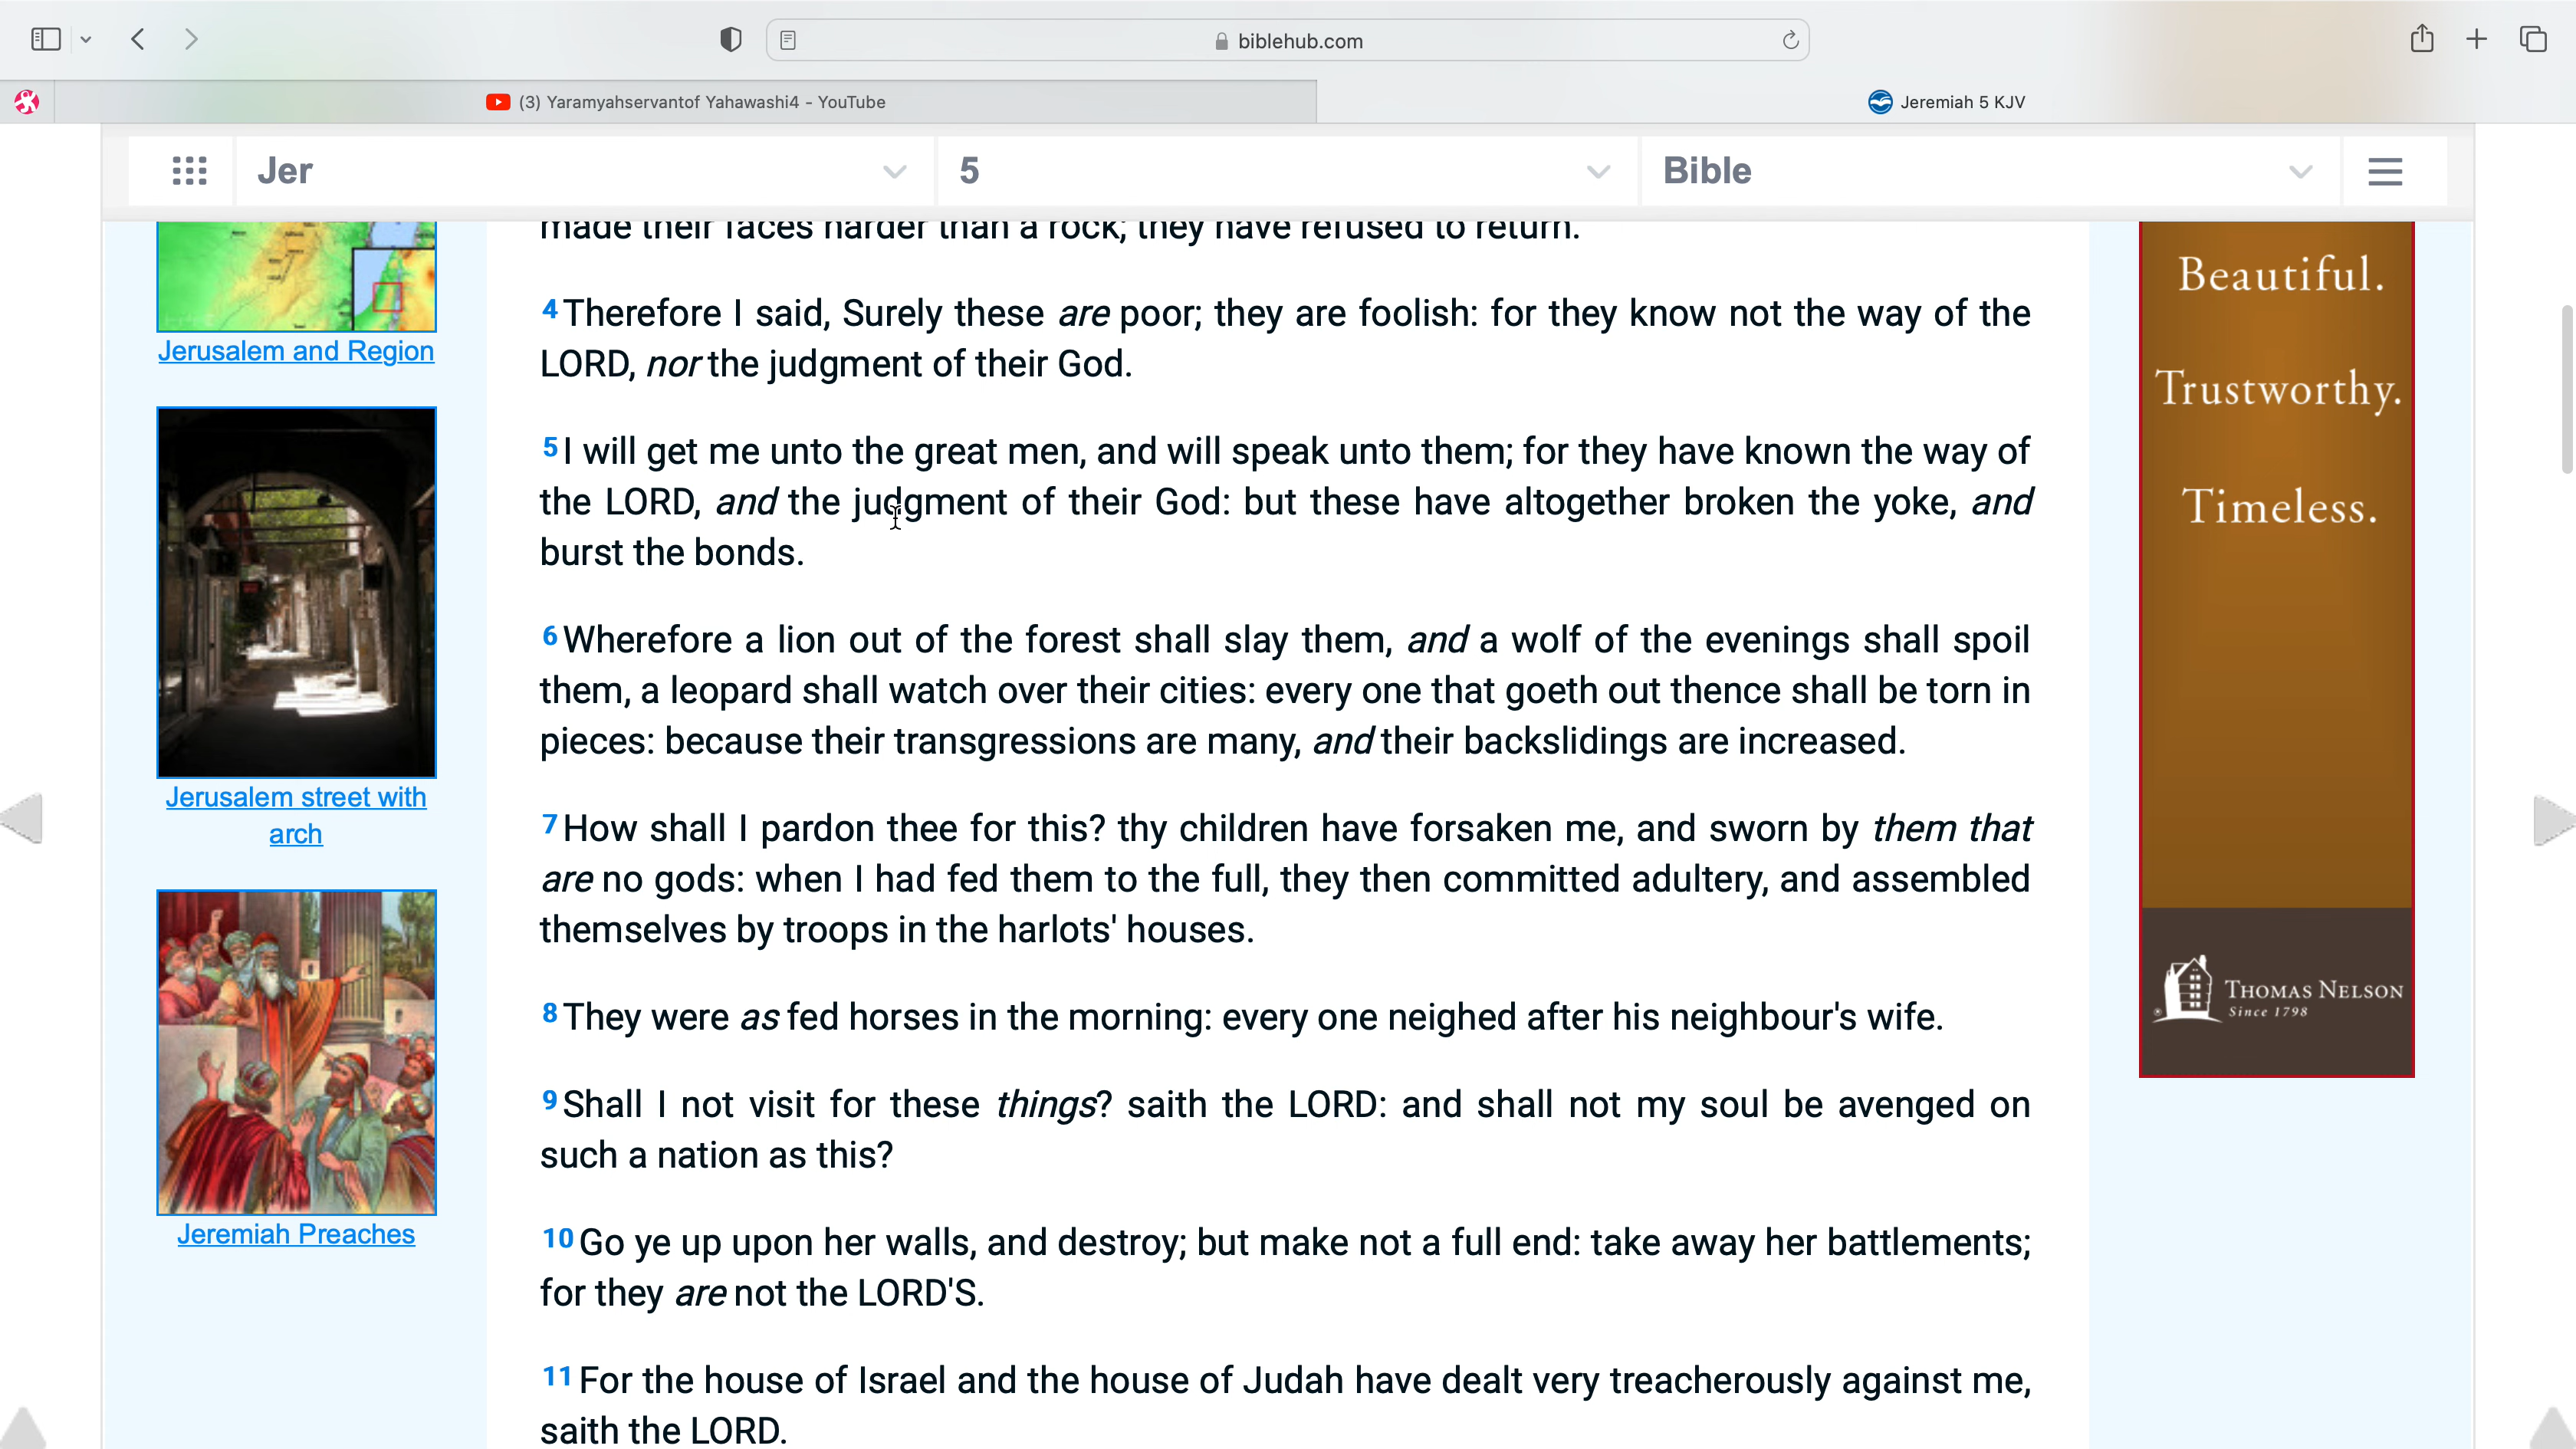 biblehub.com
(3) Yaramyahservantof Yahawashi4 - YouTube
Jeremiah 5 KJV
Jer
5
Bible
made their faces harder than a rock; they have refused to return.
4 Therefore I said, Surely these are poor; they are foolish: for they know not the way of the
LORD, nor the judgment of their God.
5 I will get me unto the great men, and will speak unto them; for they have known the way of
the LORD, and the judgment of their God: but these have altogether broken the yoke, and
burst the bonds.
6 Wherefore a lion out of the forest shall slay them, and a wolf of the evenings shall spoil
them, a leopard shall watch over their cities: every one that goeth out thence shall be torn in
pieces: because their transgressions are many, and their backslidings are increased.
7 How shall I pardon thee for this? thy children have forsaken me, and sworn by them that
are no gods: when I had fed them to the full, they then committed adultery, and assembled
themselves by troops in the harlots' houses.
8 They were as fed horses in the morning: every one neighed after his neighbour's wife.
9 Shall I not visit for these things? saith the LORD: and shall not my soul be avenged on
such a nation as this?
10 Go ye up upon her walls, and destroy; but make not a full end: take away her battlements;
for they are not the LORD'S.
11 For the house of Israel and the house of Judah have dealt very treacherously against me,
saith the LORD.
Jerusalem and Region
Jerusalem street with
arch
Jeremiah Preaches
Beautiful.
Trustworthy.
Timeless.
THOMAS NELSON
Since 1798